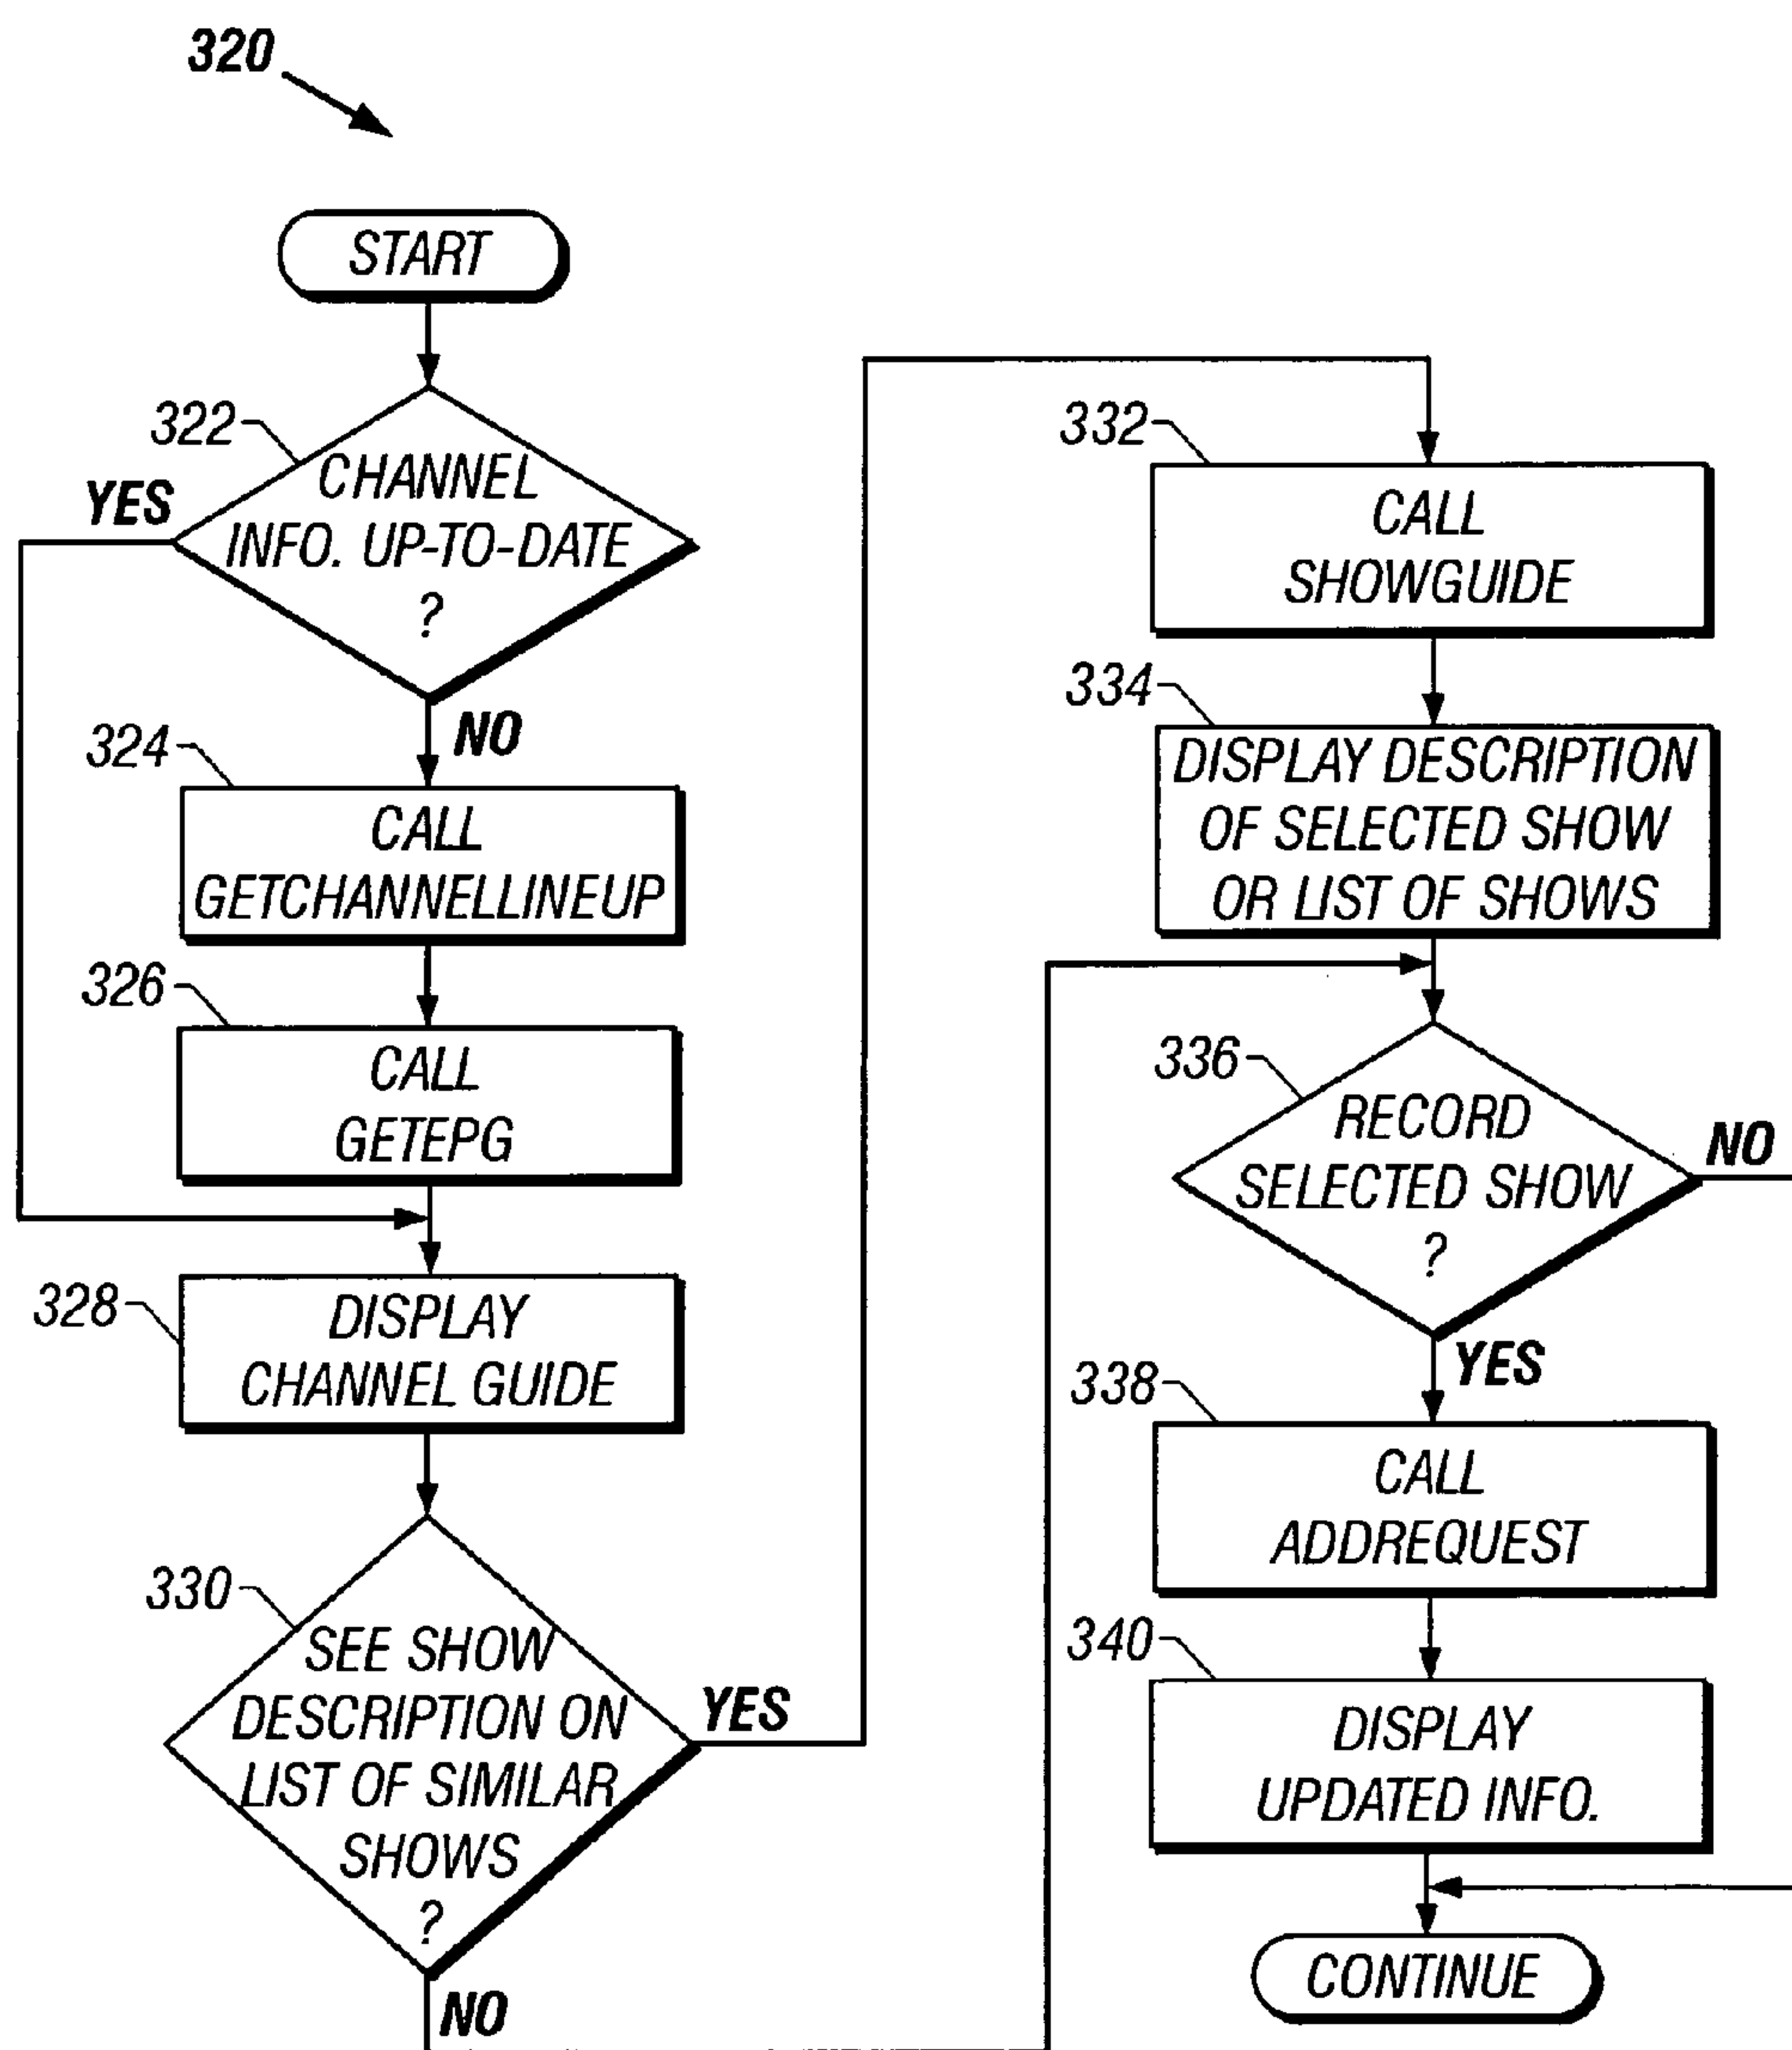 320
START
322
YES
CHANNEL
INFO. UP-TO-DATE
?
NO
324
CALL
GETCHANNELLINEUP
326
CALL
GETEPG
328
DISPLAY
CHANNEL GUIDE
330
SEE SHOW
DESCRIPTION ON
LIST OF SIMILAR
SHOWS
?
YES
NO
332
CALL
SHOWGUIDE
334
DISPLAY DESCRIPTION
OF SELECTED SHOW
OR LIST OF SHOWS
336
RECORD
SELECTED SHOW
?
NO
YES
338
CALL
ADDREQUEST
340
DISPLAY
UPDATED INFO.
CONTINUE